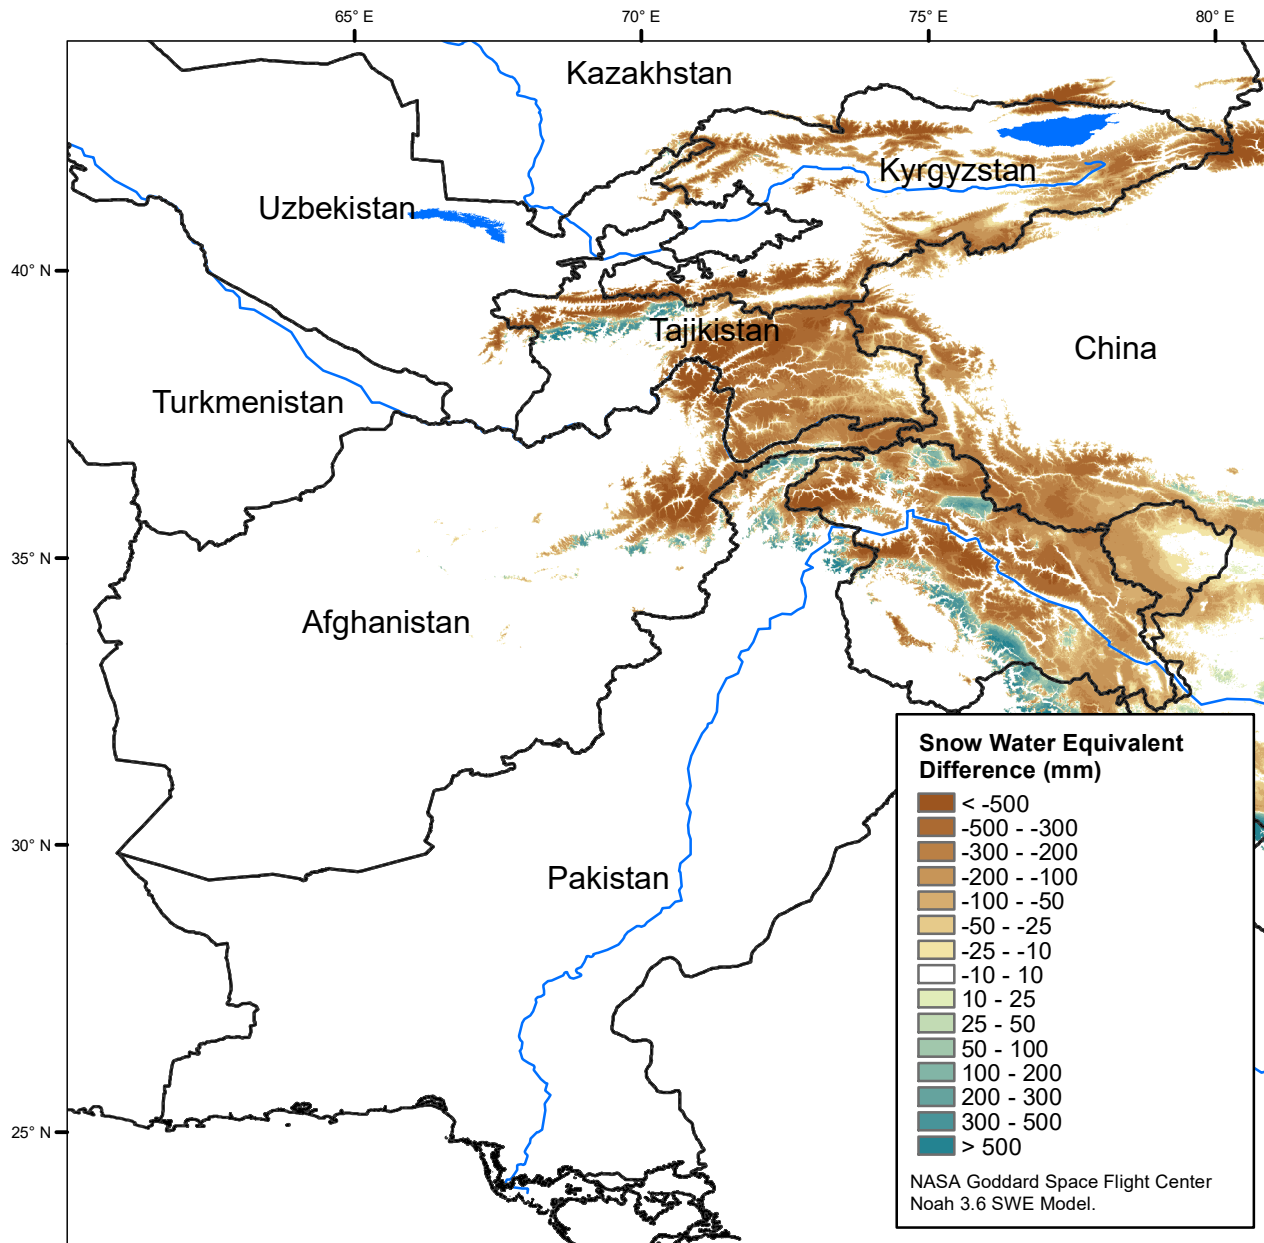 65° E
70° E
75° E
80° E
Kazakhstan
Kyrgyzstan
Uzbekistan
40° N
Tajikistan
China
Turkmenistan
35° N
Afghanistan
Snow Water Equivalent
Difference (mm)
< -500
-500 - -300
-300 - -200
-200 - -100
-100 - -50
-50 - -25
-25 - -10
-10 - 10
10 - 25
25 - 50
50 - 100
100 - 200
200 - 300
300 - 500
> 500
NASA Goddard Space Flight Center
Noah 3.6 SWE Model.
30° N
Pakistan
25° N